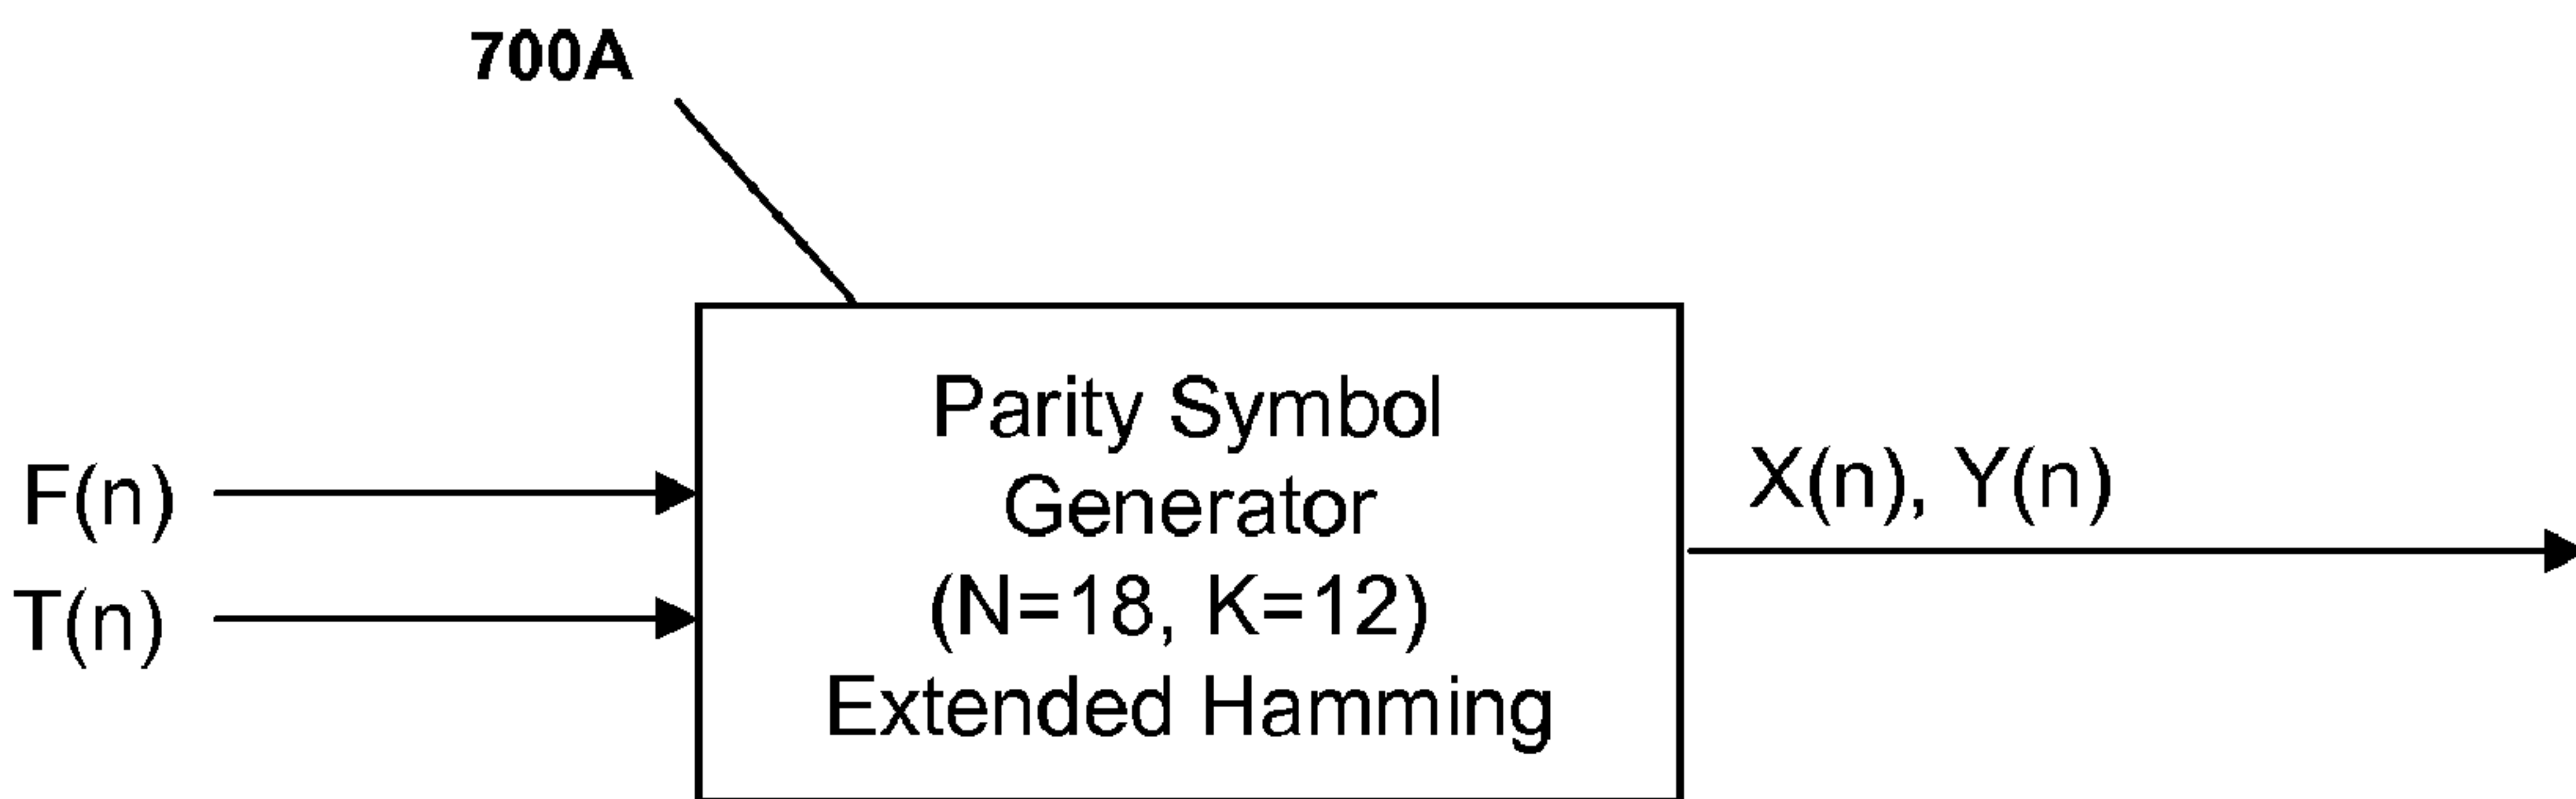 700A
F(n)
T(n)
Parity Symbol
Generator
(N=18, K=12)
Extended Hamming
X(n), Y(n)